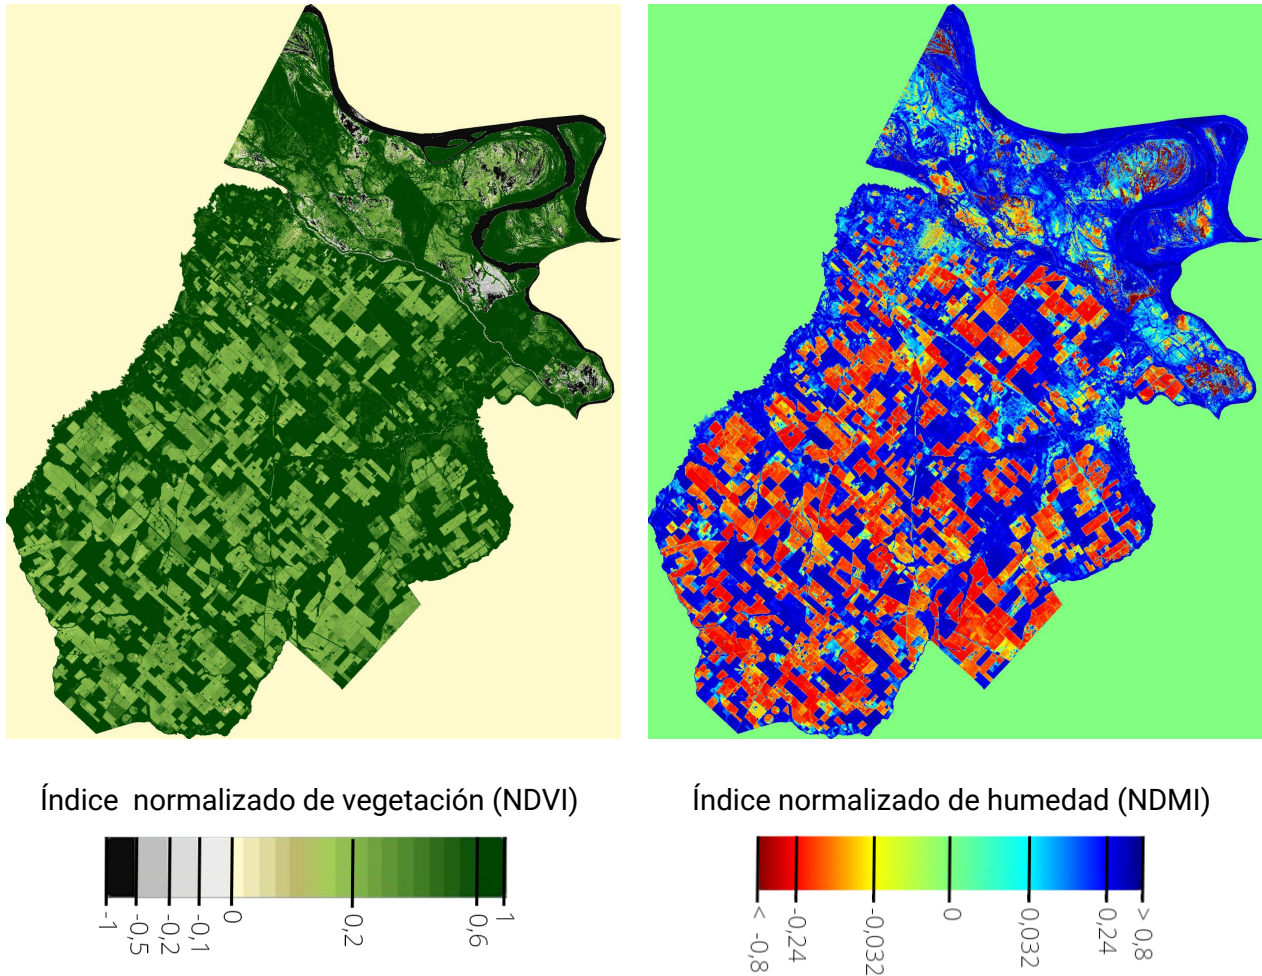 Índice  normalizado de vegetación (NDVI)
-1 -0,5 -0,2 -0,1 0 0,2 0,6 1
Índice normalizado de humedad (NDMI)
< -0,8 -0,24 -0,032 0 0,032 0,24 > 0,8